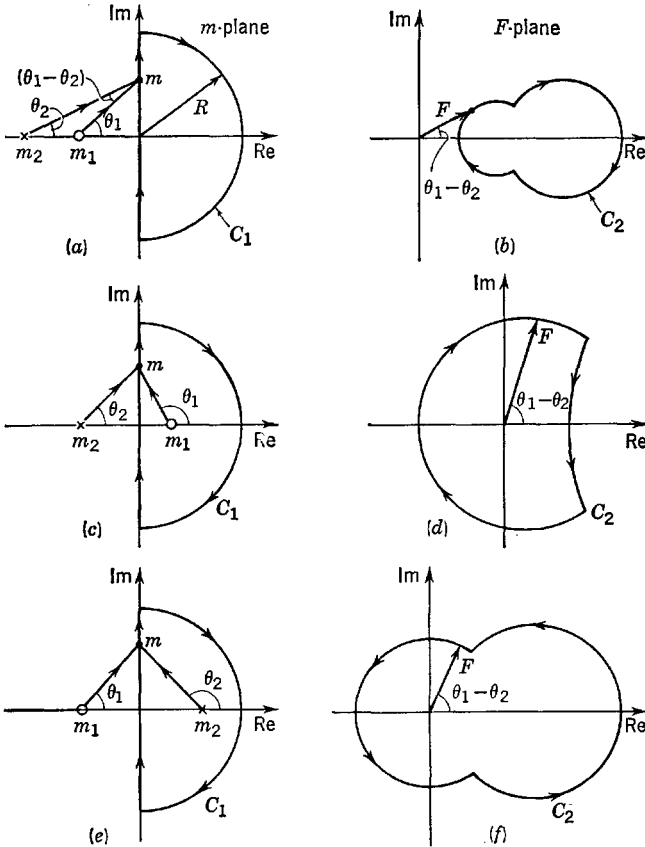 Im
m-plane
(θ₁−θ₂)
θ₂
θ₁
m
R
m₂
m₁
Re
C₁
(a)
Im
F-plane
F
θ₁−θ₂
Re
C₂
(b)
Im
m
θ₂
θ₁
m₂
m₁
Re
C₁
(c)
Im
F
θ₁−θ₂
Re
C₂
(d)
Im
m
θ₁
θ₂
m₁
m₂
Re
C₁
(e)
Im
F
θ₁−θ₂
Re
C₂
(f)